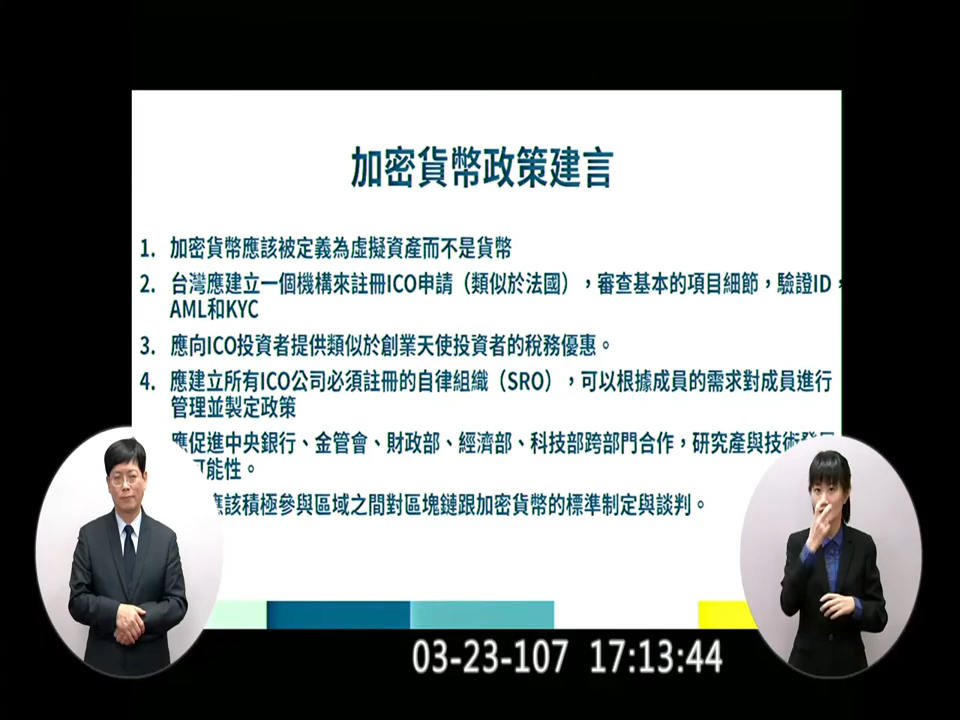 加密貨幣政策建言
1. 加密貨幣應該被定義為虛擬資產而不是貨幣
2. 台灣應建立一個機構來註冊ICO申請（類似於法國），審查基本的項目細節，驗證ID，
AML和KYC
3. 應向ICO投資者提供類似於創業天使投資者的稅務優惠。
4. 應建立所有ICO公司必須註冊的自律組織（SRO），可以根據成員的需求對成員進行
管理並製定政策
應促進中央銀行、金管會、財政部、經濟部、科技部跨部門合作，研究產與技術發展
可能性。
應該積極參與區域之間對區塊鏈跟加密貨幣的標準制定與談判。
03-23-107 17:13:44